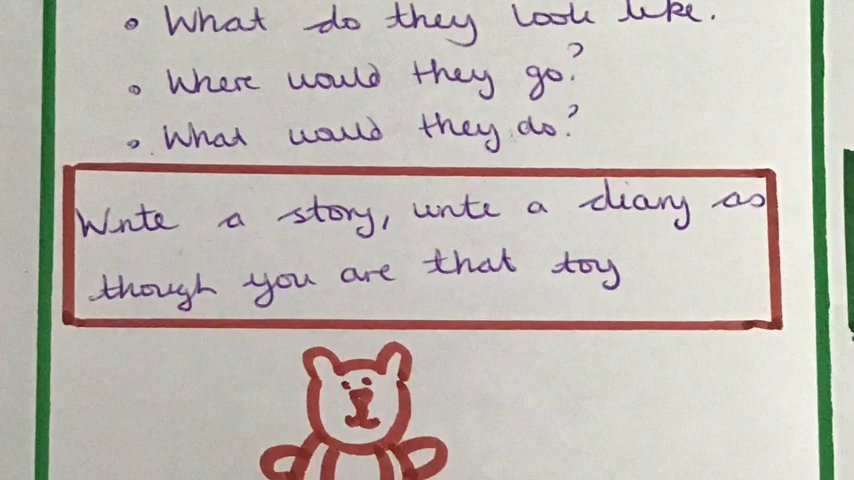 • What do they look like.
• Where would they go?
• What would they do?
Write a story, write a diary as
though you are that toy